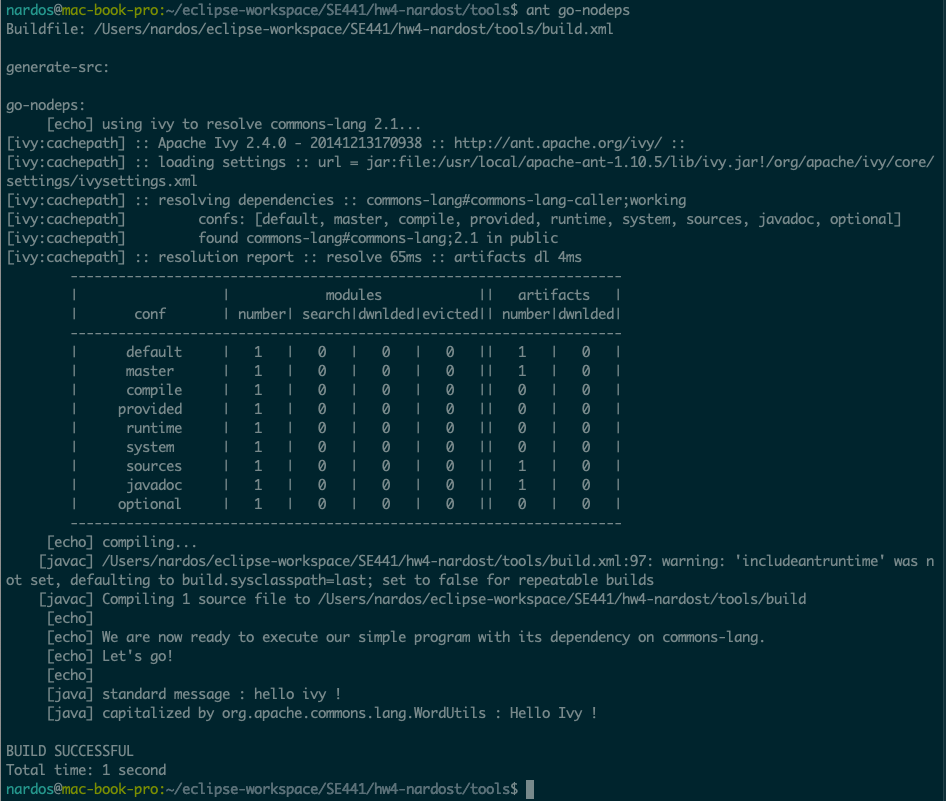 nardos@mac-book-pro:~/eclipse-workspace/SE441/hw4-nardost/tools$ ant go-nodeps
Buildfile: /Users/nardos/eclipse-workspace/SE441/hw4-nardost/tools/build.xml

generate-src:

go-nodeps:
     [echo] using ivy to resolve commons-lang 2.1...
[ivy:cachepath] :: Apache Ivy 2.4.0 - 20141213170938 :: http://ant.apache.org/ivy/ ::
[ivy:cachepath] :: loading settings :: url = jar:file:/usr/local/apache-ant-1.10.5/lib/ivy.jar!/org/apache/ivy/core/
settings/ivysettings.xml
[ivy:cachepath] :: resolving dependencies :: commons-lang#commons-lang-caller;working
[ivy:cachepath]         confs: [default, master, compile, provided, runtime, system, sources, javadoc, optional]
[ivy:cachepath]         found commons-lang#commons-lang;2.1 in public
[ivy:cachepath] :: resolution report :: resolve 65ms :: artifacts dl 4ms
        ---------------------------------------------------------------------
        |                  |            modules            ||   artifacts   |
        |       conf       | number| search|dwnlded|evicted|| number|dwnlded|
        ---------------------------------------------------------------------
        |      default     |   1   |   0   |   0   |   0   ||   1   |   0   |
        |      master      |   1   |   0   |   0   |   0   ||   1   |   0   |
        |      compile     |   1   |   0   |   0   |   0   ||   0   |   0   |
        |     provided     |   1   |   0   |   0   |   0   ||   0   |   0   |
        |      runtime     |   1   |   0   |   0   |   0   ||   0   |   0   |
        |      system      |   1   |   0   |   0   |   0   ||   0   |   0   |
        |      sources     |   1   |   0   |   0   |   0   ||   1   |   0   |
        |      javadoc     |   1   |   0   |   0   |   0   ||   1   |   0   |
        |     optional     |   1   |   0   |   0   |   0   ||   0   |   0   |
        ---------------------------------------------------------------------
     [echo] compiling...
    [javac] /Users/nardos/eclipse-workspace/SE441/hw4-nardost/tools/build.xml:97: warning: 'includeantruntime' was n
ot set, defaulting to build.sysclasspath=last; set to false for repeatable builds
    [javac] Compiling 1 source file to /Users/nardos/eclipse-workspace/SE441/hw4-nardost/tools/build
     [echo]
     [echo] We are now ready to execute our simple program with its dependency on commons-lang.
     [echo] Let's go!
     [echo]
     [java] standard message : hello ivy !
     [java] capitalized by org.apache.commons.lang.WordUtils : Hello Ivy !

BUILD SUCCESSFUL
Total time: 1 second
nardos@mac-book-pro:~/eclipse-workspace/SE441/hw4-nardost/tools$